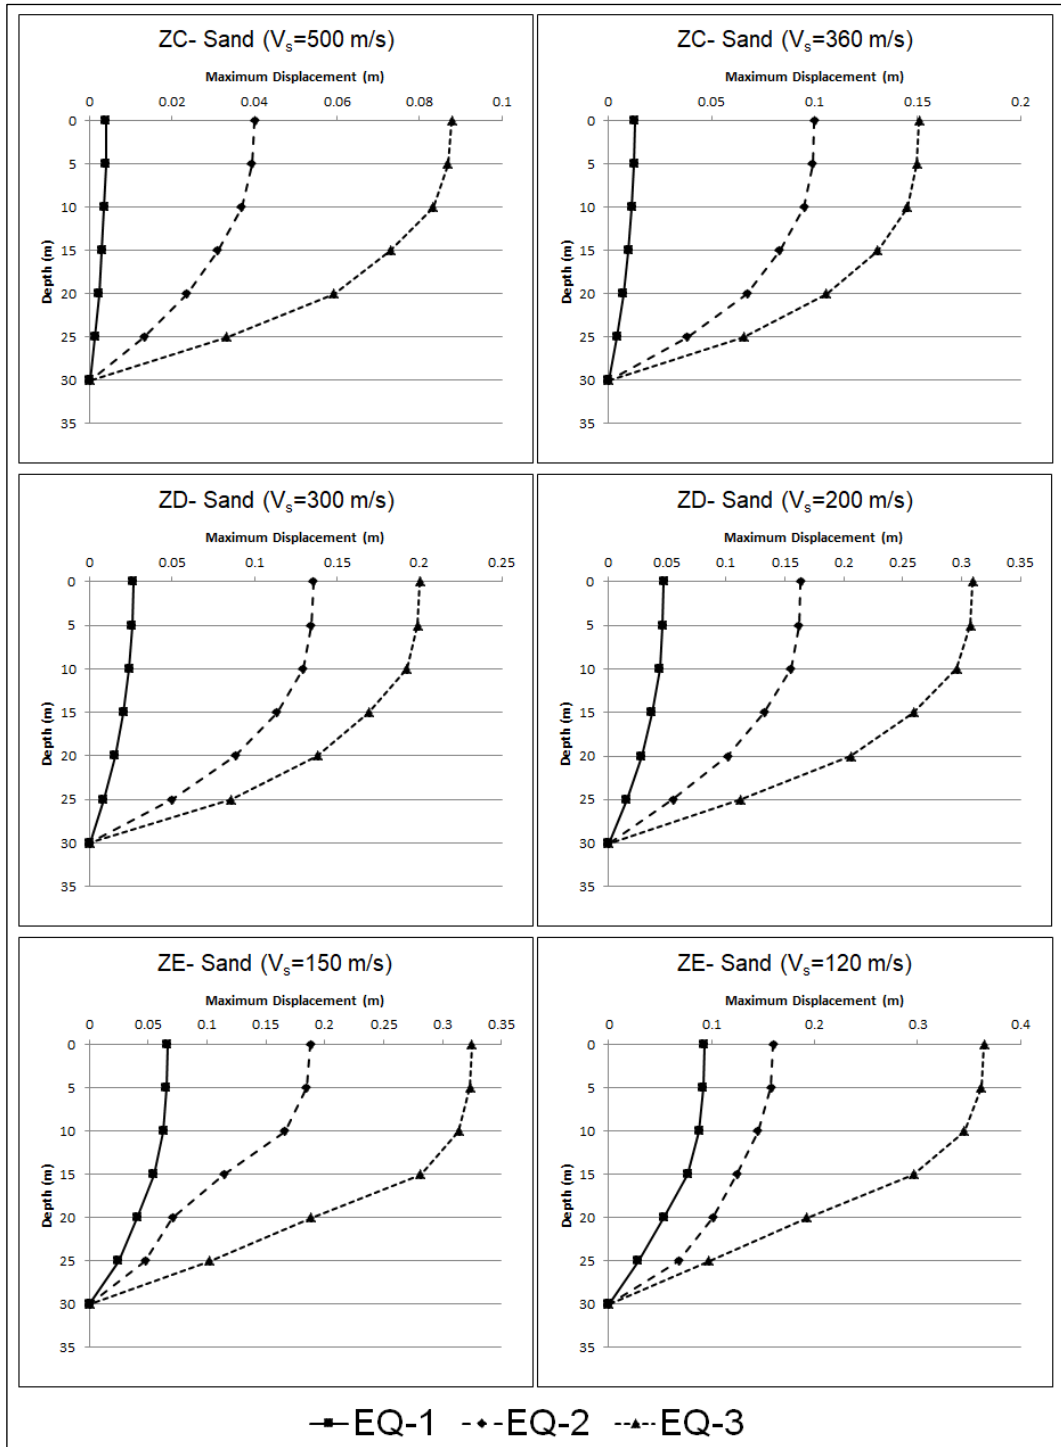 ZC- Sand (Vs=500 m/s)
Maximum Displacement (m)
0 0.02 0.04 0.06 0.08 0.1
0
5
10
15
20
25
30
35
Depth (m)
ZC- Sand (Vs=360 m/s)
Maximum Displacement (m)
0 0.05 0.1 0.15 0.2
0
5
10
15
20
25
30
35
Depth (m)
ZD- Sand (Vs=300 m/s)
Maximum Displacement (m)
0 0.05 0.1 0.15 0.2 0.25
0
5
10
15
20
25
30
35
Depth (m)
ZD- Sand (Vs=200 m/s)
Maximum Displacement (m)
0 0.05 0.1 0.15 0.2 0.25 0.3 0.35
0
5
10
15
20
25
30
35
Depth (m)
ZE- Sand (Vs=150 m/s)
Maximum Displacement (m)
0 0.05 0.1 0.15 0.2 0.25 0.3 0.35
0
5
10
15
20
25
30
35
Depth (m)
ZE- Sand (Vs=120 m/s)
Maximum Displacement (m)
0 0.1 0.2 0.3 0.4
0
5
10
15
20
25
30
35
Depth (m)
EQ-1 EQ-2 EQ-3